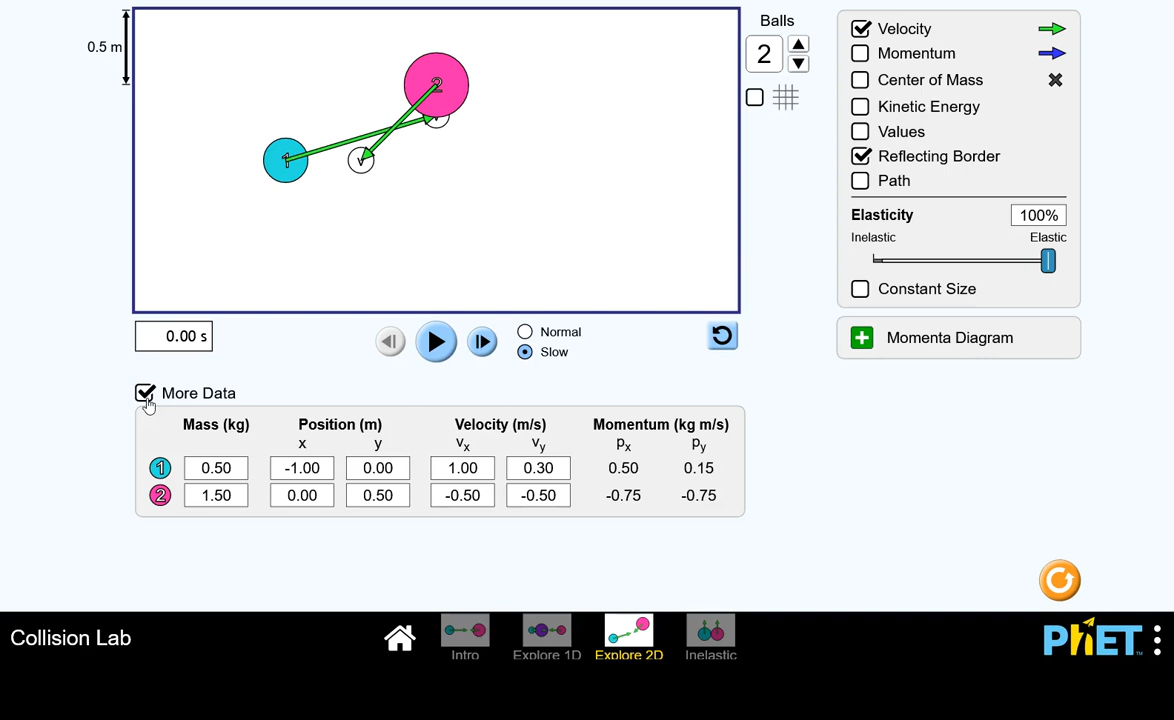 0.5 m
1
2
v
v
Balls
2
Velocity
Momentum
Center of Mass
Kinetic Energy
Values
Reflecting Border
Path
Elasticity 100%
Inelastic Elastic
Constant Size
Momenta Diagram
0.00 s
Normal
Slow
More Data
Mass (kg) Position (m) Velocity (m/s) Momentum (kg m/s)
x y vx vy px py
1 0.50 -1.00 0.00 1.00 0.30 0.50 0.15
2 1.50 0.00 0.50 -0.50 -0.50 -0.75 -0.75
Collision Lab
Intro Explore 1D Explore 2D Inelastic
PhET